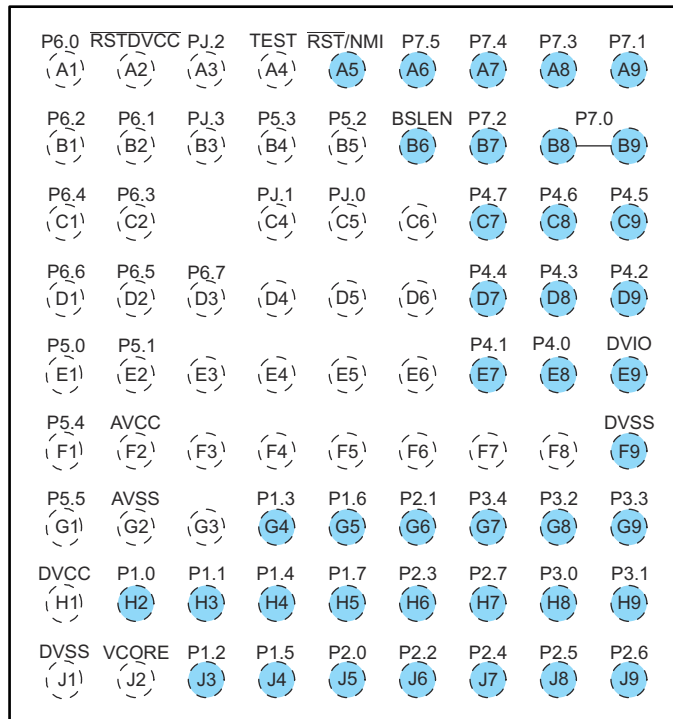 P6.0 RSTDVCC PJ.2 TEST RST/NMI P7.5 P7.4 P7.3 P7.1
A1 A2 A3 A4 A5 A6 A7 A8 A9
P6.2 P6.1 PJ.3 P5.3 P5.2 BSLEN P7.2 P7.0
B1 B2 B3 B4 B5 B6 B7 B8 B9
P6.4 P6.3 PJ.1 PJ.0 P4.7 P4.6 P4.5
C1 C2 C4 C5 C6 C7 C8 C9
P6.6 P6.5 P6.7 P4.4 P4.3 P4.2
D1 D2 D3 D4 D5 D6 D7 D8 D9
P5.0 P5.1 P4.1 P4.0 DVIO
E1 E2 E3 E4 E5 E6 E7 E8 E9
P5.4 AVCC DVSS
F1 F2 F3 F4 F5 F6 F7 F8 F9
P5.5 AVSS P1.3 P1.6 P2.1 P3.4 P3.2 P3.3
G1 G2 G3 G4 G5 G6 G7 G8 G9
DVCC P1.0 P1.1 P1.4 P1.7 P2.3 P2.7 P3.0 P3.1
H1 H2 H3 H4 H5 H6 H7 H8 H9
DVSS VCORE P1.2 P1.5 P2.0 P2.2 P2.4 P2.5 P2.6
J1 J2 J3 J4 J5 J6 J7 J8 J9